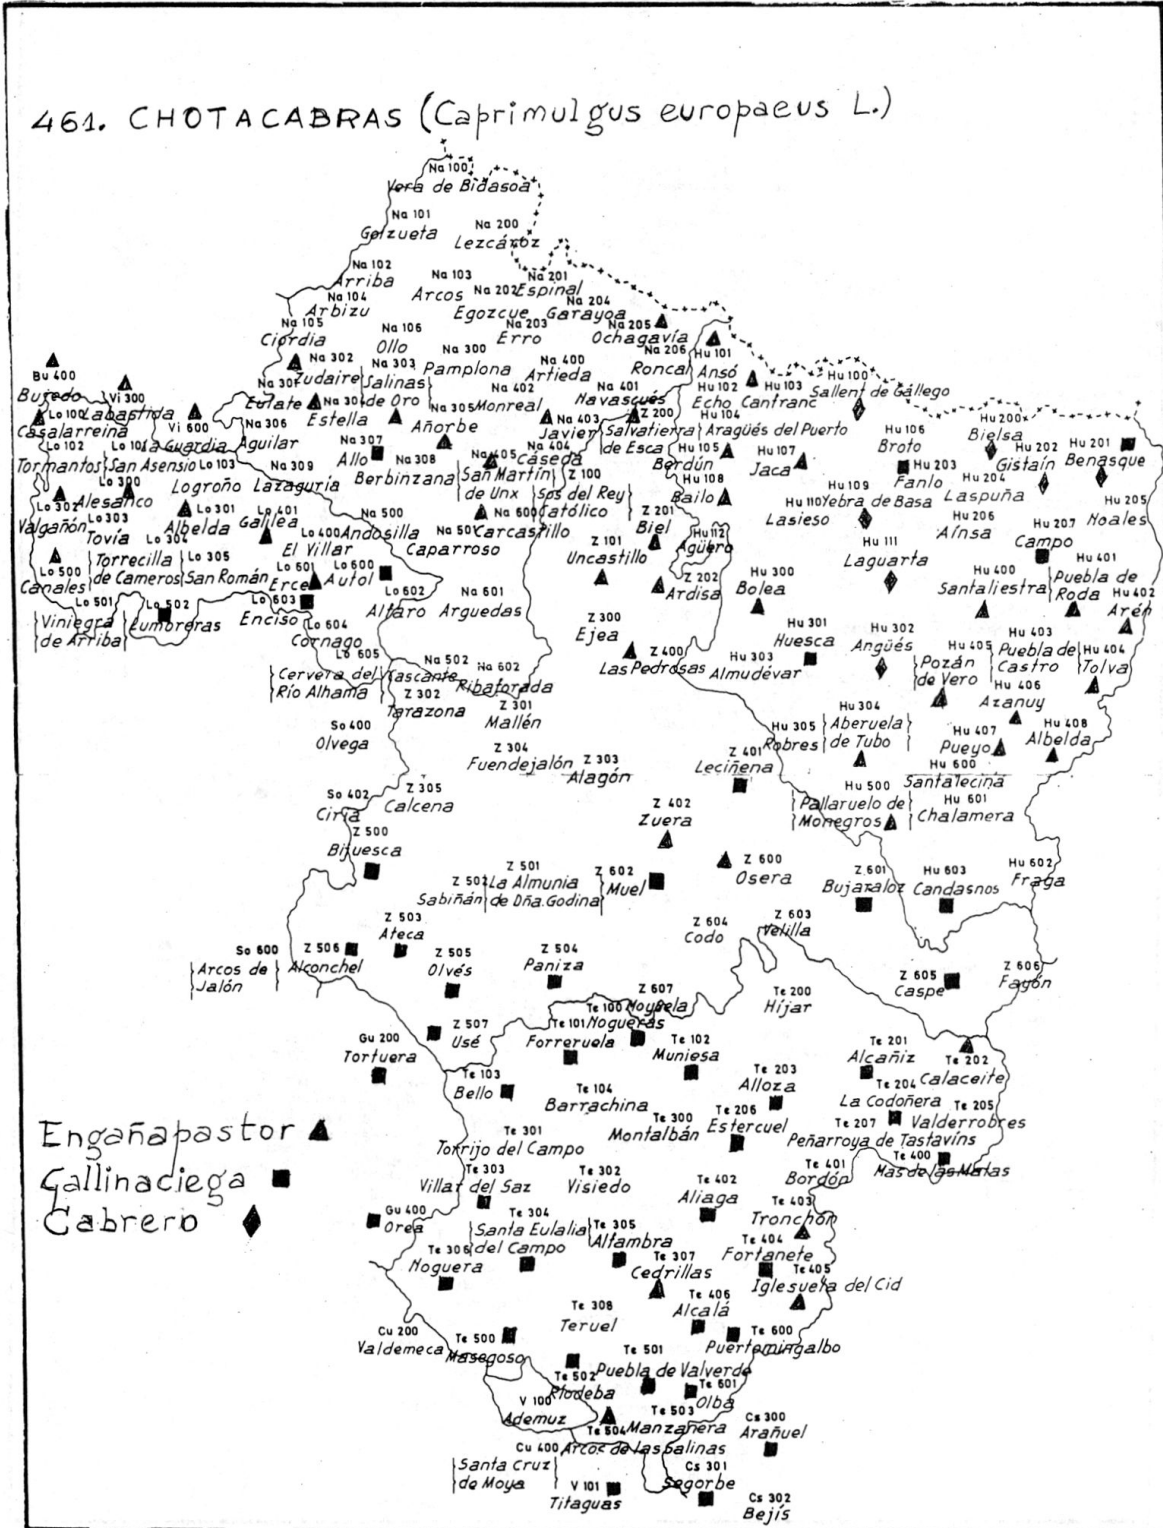 461. CHOTACABRAS (Caprimulgus europaeus L.)
Na 100
Vera de Bidasoa
Na 101
Goizueta
Na 200
Lezcároz
Na 102
Arriba
Na 103
Arcos
Na 201
Espinal
Na 202
Egozcue
Na 104
Arbizu
Na 204
Garayoa
Na 105
Ciordia
Na 106
Ollo
Na 203
Erro
Na 205
Ochagavía
Na 300
Pamplona
Na 400
Artieda
Na 206
Roncal
Hu 101
Ansó
Na 302
Zudaire
Na 303
Salinas
de Oro
Na 402
Monreal
Na 401
Navascués
Hu 102
Echo
Hu 103
Canfranc
Hu 100
Sallent de Gállego
Bu 400
Bujedo
Vi 300
Labastida
Vi 600
La Guardia
Eulate
Estella
Na 305
Añorbe
Na 403
Javier
Z 200
Salvatierra
de Esca
Hu 104
Aragüés del Puerto
Lo 100
Casalarreina
Na 306
Aguilar
Na 307
Allo
Na 308
Berbinzana
Na 405
San Martín
de Unx
Na 404
Cáseda
Hu 105
Berdún
Hu 107
Jaca
Hu 106
Broto
Hu 200
Bielsa
Hu 202
Gistaín
Hu 201
Benasque
Lo 102
Tormantos
San Asensio
Lo 103
Logroño
Na 309
Lazaguria
Z 100
Sos del Rey
Católico
Hu 108
Bailo
Hu 203
Fanlo
Hu 204
Laspuña
Lo 300
Alesanco
Lo 302
Valgañón
Lo 301
Albelda
Lo 401
Galilea
Na 500
Andosilla
Na 501
Caparroso
Na 600
Carcastillo
Z 201
Biel
Hu 110
Lasieso
Hu 109
Yebra de Basa
Hu 206
Aínsa
Hu 205
Noales
Lo 303
Tovía
Lo 304
Torrecilla
de Cameros
Lo 305
San Román
Lo 400
El Villar
Z 101
Uncastillo
Hu 112
Agüero
Hu 111
Laguarta
Hu 207
Campo
Lo 500
Canales
Lo 601
Erce
Lo 600
Autol
Lo 602
Alfaro
Na 601
Arguedas
Z 202
Ardisa
Hu 300
Bolea
Hu 400
Santaliestra
Hu 401
Puebla de
Roda
Hu 402
Arén
Lo 501
Viniegra
de Arriba
Lo 502
Lumbreras
Lo 603
Enciso
Lo 604
Cornago
Z 300
Ejea
Hu 301
Huesca
Hu 302
Angüés
Hu 405
Pozán
de Vero
Hu 403
Puebla de
Castro
Hu 404
Tolva
Lo 605
Cervera del
Río Alhama
Na 502
Cascante
Na 602
Ribaforada
Z 400
Las Pedrosas
Hu 303
Almudévar
Hu 406
Azanuy
Z 302
Tarazona
Z 301
Mallén
So 400
Olvega
Hu 305
Robres
Hu 304
Aberuela
de Tubo
Hu 407
Pueyo
Hu 408
Albelda
Z 304
Fuendejalón
Z 303
Alagón
Z 401
Leciñena
Hu 600
Santalecina
So 402
Ciria
Z 305
Calcena
Z 402
Zuera
Hu 500
Pallaruelo de
Monegros
Hu 601
Chalamera
Z 500
Bijuesca
Z 502
Sabiñán
Z 501
La Almunia
de Dña. Godina
Z 602
Muel
Z 600
Osera
Z 601
Bujaraloz
Hu 603
Candasnos
Hu 602
Fraga
Z 503
Ateca
Z 604
Codo
Z 603
Velilla
So 600
Arcos de
Jalón
Z 506
Alconchel
Z 505
Olvés
Z 504
Paniza
Z 605
Caspe
Z 606
Fayón
Z 607
Moyuela
Te 200
Híjar
Z 507
Usé
Te 100
Nogueras
Te 101
Forreruela
Te 102
Muniesa
Gu 200
Tortuera
Te 201
Alcañiz
Te 202
Calaceite
Te 103
Bello
Te 104
Barrachina
Te 203
Alloza
Te 204
La Codoñera
Te 205
Valderrobres
Engañapastor
Te 300
Montalbán
Te 206
Estercuel
Te 207
Peñarroya de Tastavíns
Te 301
Torrijo del Campo
Te 400
Mas de las Matas
Gallinaciega
Te 303
Villar del Saz
Te 302
Visiedo
Te 402
Aliaga
Te 401
Bordón
Cabrero
Gu 400
Orea
Te 304
Santa Eulalia
del Campo
Te 305
Alfambra
Te 403
Tronchón
Te 306
Noguera
Te 307
Cedrillas
Te 404
Fortanete
Te 405
Iglesuela del Cid
Te 308
Teruel
Te 406
Alcalá
Cu 200
Valdemeca
Te 500
Masegoso
Te 600
Puertomingalbo
Te 501
Puebla de Valverde
Te 502
Riodeba
Te 601
Olba
V 100
Ademuz
Te 503
Manzanera
Te 504
Arcos de las Salinas
Cs 300
Arañuel
Cu 400
Santa Cruz
de Moya
V 101
Titaguas
Cs 301
Segorbe
Cs 302
Bejís